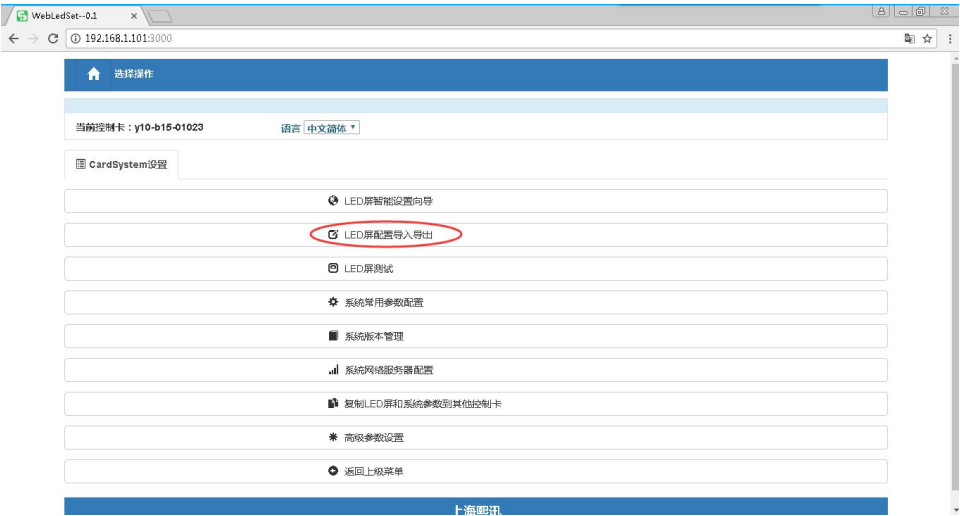 WebLedSet--0.1
192.168.1.101:3000
选择操作
当前控制卡：y10-b15-01023 语言 中文简体
CardSystem设置
LED屏智能设置向导
LED屏配置导入导出
LED屏测试
系统常用参数配置
系统版本管理
系统网络服务器配置
复制LED屏和系统参数到其他控制卡
高级参数设置
返回上级菜单
上海熙讯